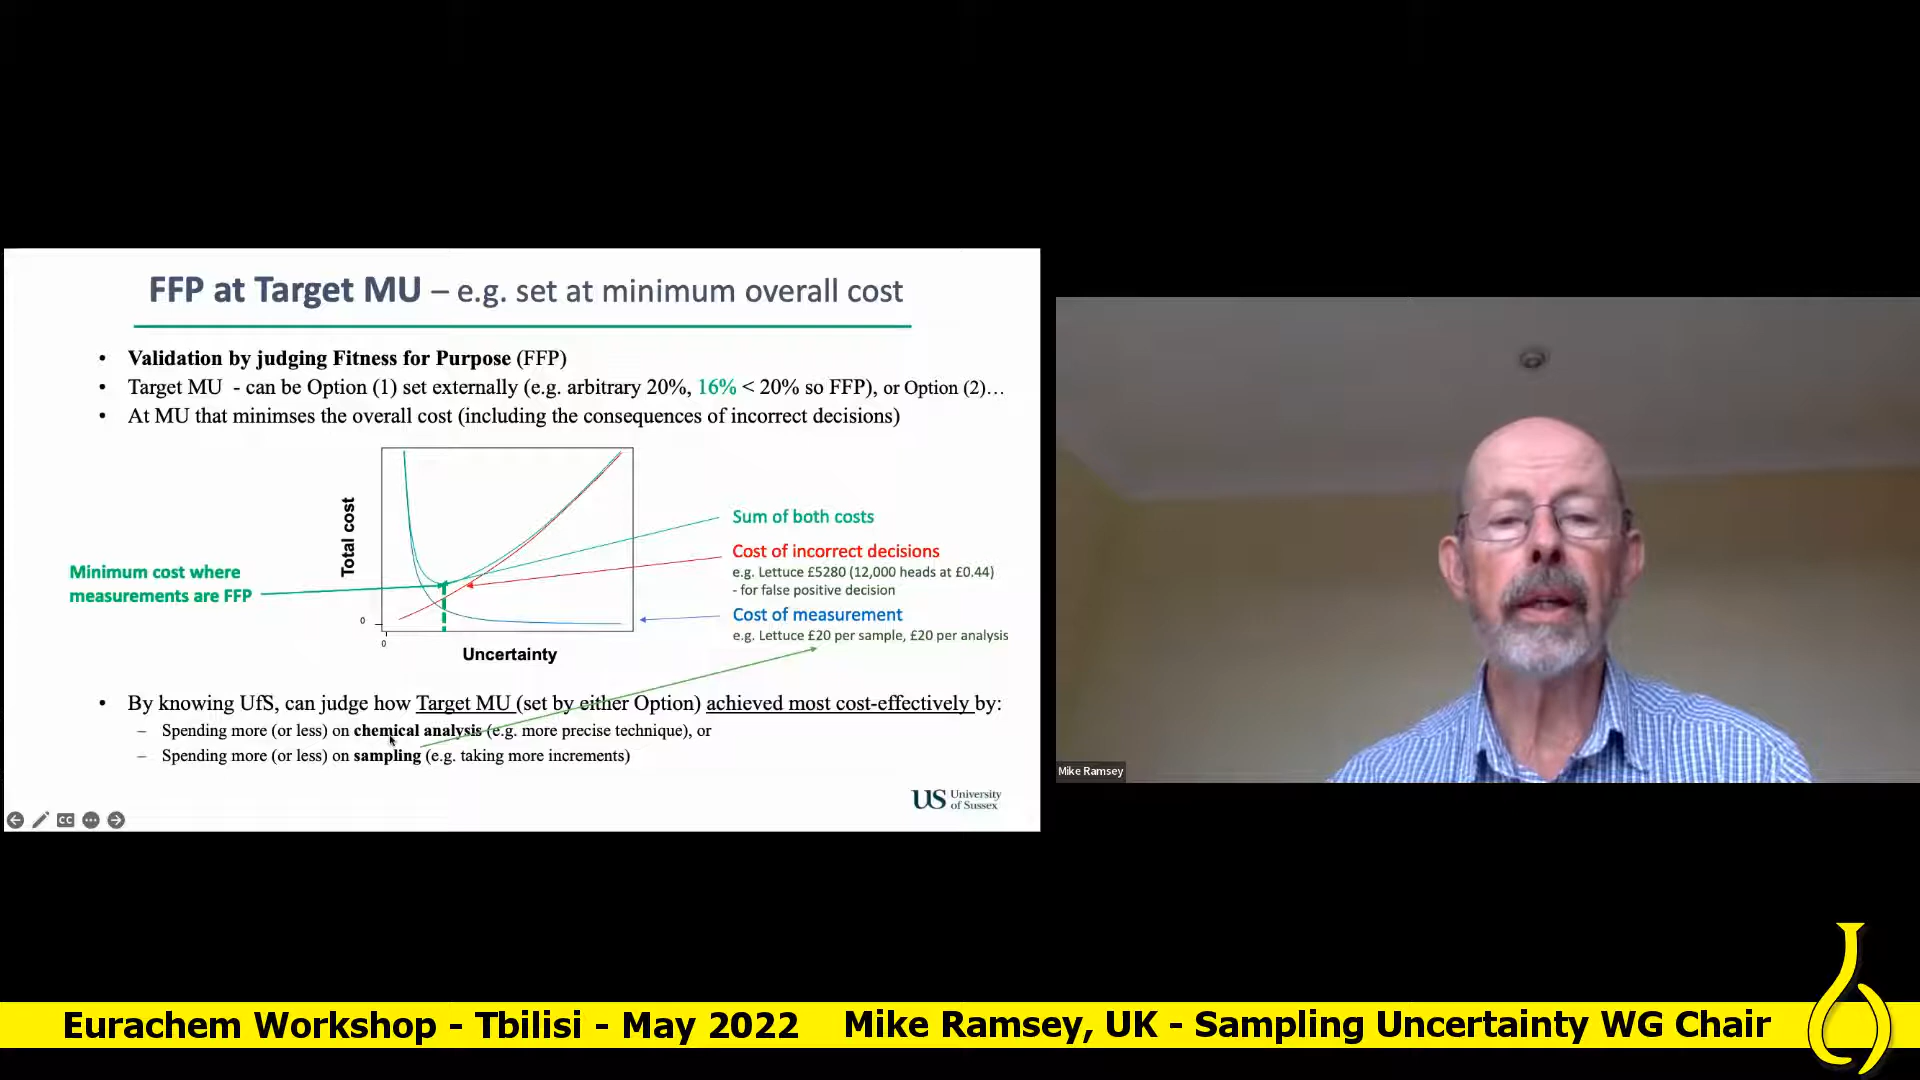 FFP at Target MU – e.g. set at minimum overall cost
• Validation by judging Fitness for Purpose (FFP)
• Target MU - can be Option (1) set externally (e.g. arbitrary 20%, 16% < 20% so FFP), or Option (2)…
• At MU that minimses the overall cost (including the consequences of incorrect decisions)
Total cost
0
0
Uncertainty
Minimum cost where
measurements are FFP
Sum of both costs
Cost of incorrect decisions
e.g. Lettuce £5280 (12,000 heads at £0.44)
- for false positive decision
Cost of measurement
e.g. Lettuce £20 per sample, £20 per analysis
• By knowing UfS, can judge how Target MU (set by either Option) achieved most cost-effectively by:
– Spending more (or less) on chemical analysis (e.g. more precise technique), or
– Spending more (or less) on sampling (e.g. taking more increments)
US University
of Sussex
CC
Mike Ramsey
Eurachem Workshop - Tbilisi - May 2022 Mike Ramsey, UK - Sampling Uncertainty WG Chair